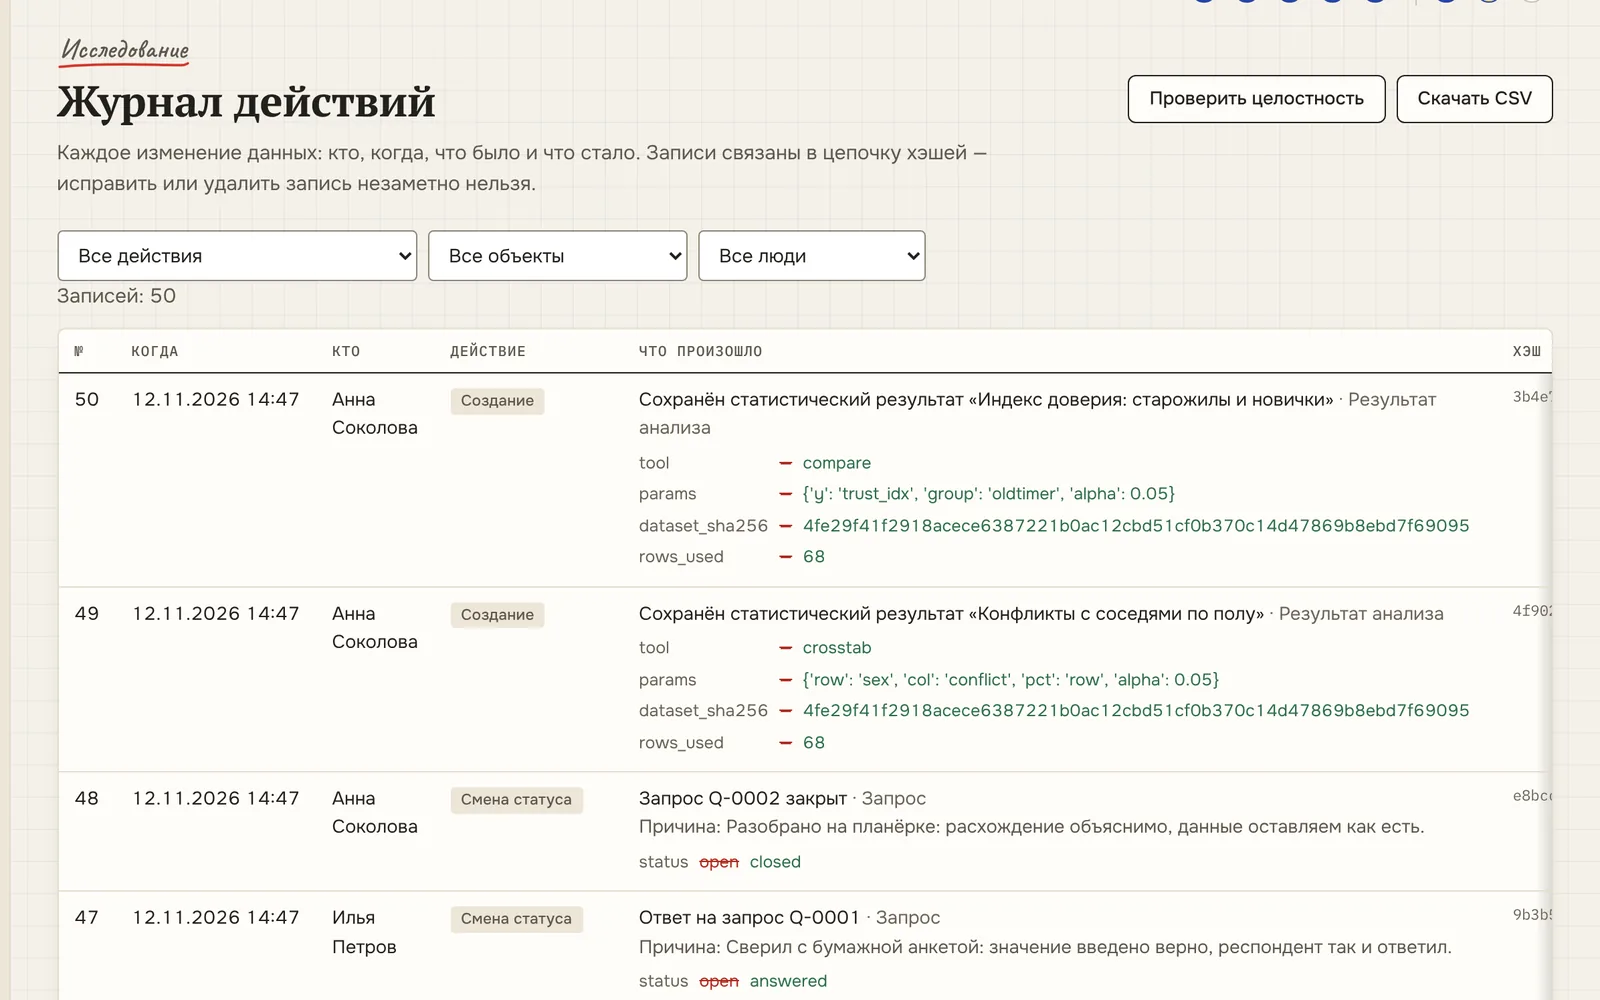 Исследование
Журнал действий
Проверить целостность
Скачать CSV
Каждое изменение данных: кто, когда, что было и что стало. Записи связаны в цепочку хэшей —
исправить или удалить запись незаметно нельзя.
Все действия
Все объекты
Все люди
Записей: 50
№ КОГДА КТО ДЕЙСТВИЕ ЧТО ПРОИЗОШЛО ХЭШ
50 12.11.2026 14:47 Анна Соколова Создание Сохранён статистический результат «Индекс доверия: старожилы и новички» · Результат
анализа
tool — compare
params — {'y': 'trust_idx', 'group': 'oldtimer', 'alpha': 0.05}
dataset_sha256 — 4fe29f41f2918acece6387221b0ac12cbd51cf0b370c14d47869b8ebd7f69095
rows_used — 68
49 12.11.2026 14:47 Анна Соколова Создание Сохранён статистический результат «Конфликты с соседями по полу» · Результат анализа 4f902
tool — crosstab
params — {'row': 'sex', 'col': 'conflict', 'pct': 'row', 'alpha': 0.05}
dataset_sha256 — 4fe29f41f2918acece6387221b0ac12cbd51cf0b370c14d47869b8ebd7f69095
rows_used — 68
48 12.11.2026 14:47 Анна Соколова Смена статуса Запрос Q-0002 закрыт · Запрос
Причина: Разобрано на планёрке: расхождение объяснимо, данные оставляем как есть.
status open closed
47 12.11.2026 14:47 Илья Петров Смена статуса Ответ на запрос Q-0001 · Запрос
Причина: Сверил с бумажной анкетой: значение введено верно, респондент так и ответил.
status open answered